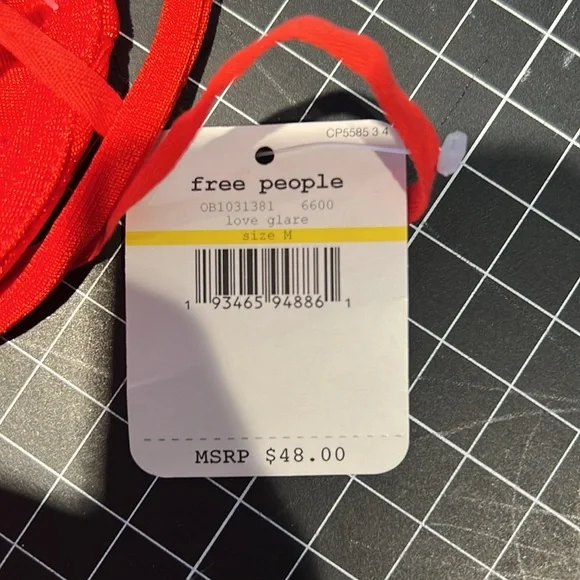 CP5585 3 4
free people
OB1031381 6600
love glare
size M
1 93465 94886 1
MSRP $48.00